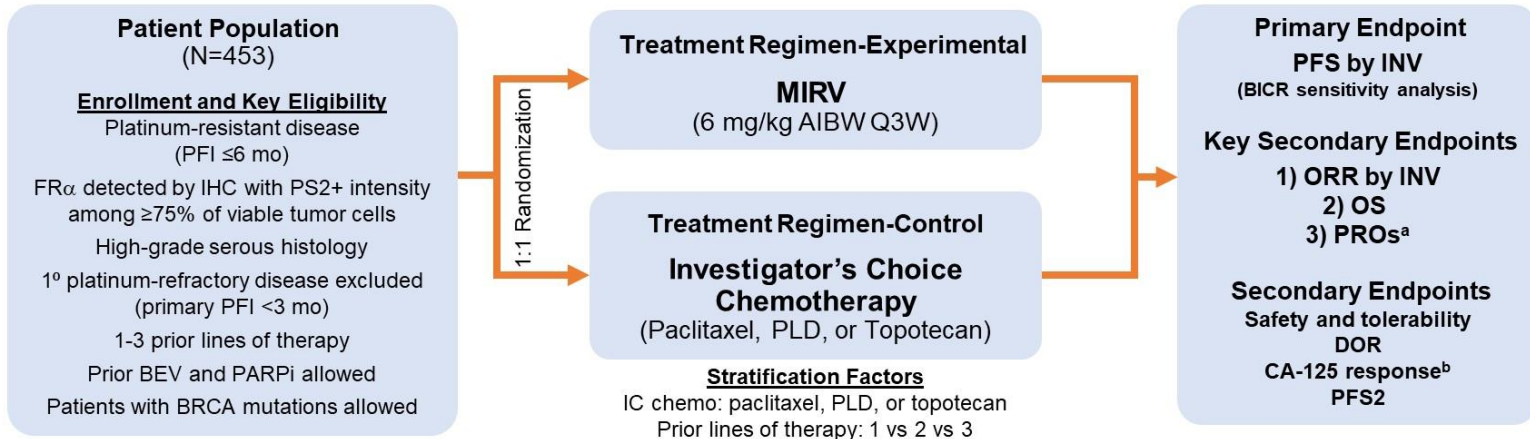 Patient Population
(N=453)
Enrollment and Key Eligibility
Platinum-resistant disease
(PFI ≤6 mo)
FRα detected by IHC with PS2+ intensity
among ≥75% of viable tumor cells
High-grade serous histology
1º platinum-refractory disease excluded
(primary PFI <3 mo)
1-3 prior lines of therapy
Prior BEV and PARPi allowed
Patients with BRCA mutations allowed
1:1 Randomization
Treatment Regimen-Experimental
MIRV
(6 mg/kg AIBW Q3W)
Treatment Regimen-Control
Investigator's Choice
Chemotherapy
(Paclitaxel, PLD, or Topotecan)
Stratification Factors
IC chemo: paclitaxel, PLD, or topotecan
Prior lines of therapy: 1 vs 2 vs 3
Primary Endpoint
PFS by INV
(BICR sensitivity analysis)
Key Secondary Endpoints
1) ORR by INV
2) OS
3) PROsᵃ
Secondary Endpoints
Safety and tolerability
DOR
CA-125 responseᵇ
PFS2